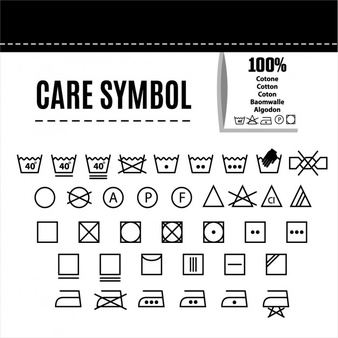 100%
Cotone
Cotton
Coton
Baomwalle
Algodon
P
CARE SYMBOL
40 40 40
A P F Cl